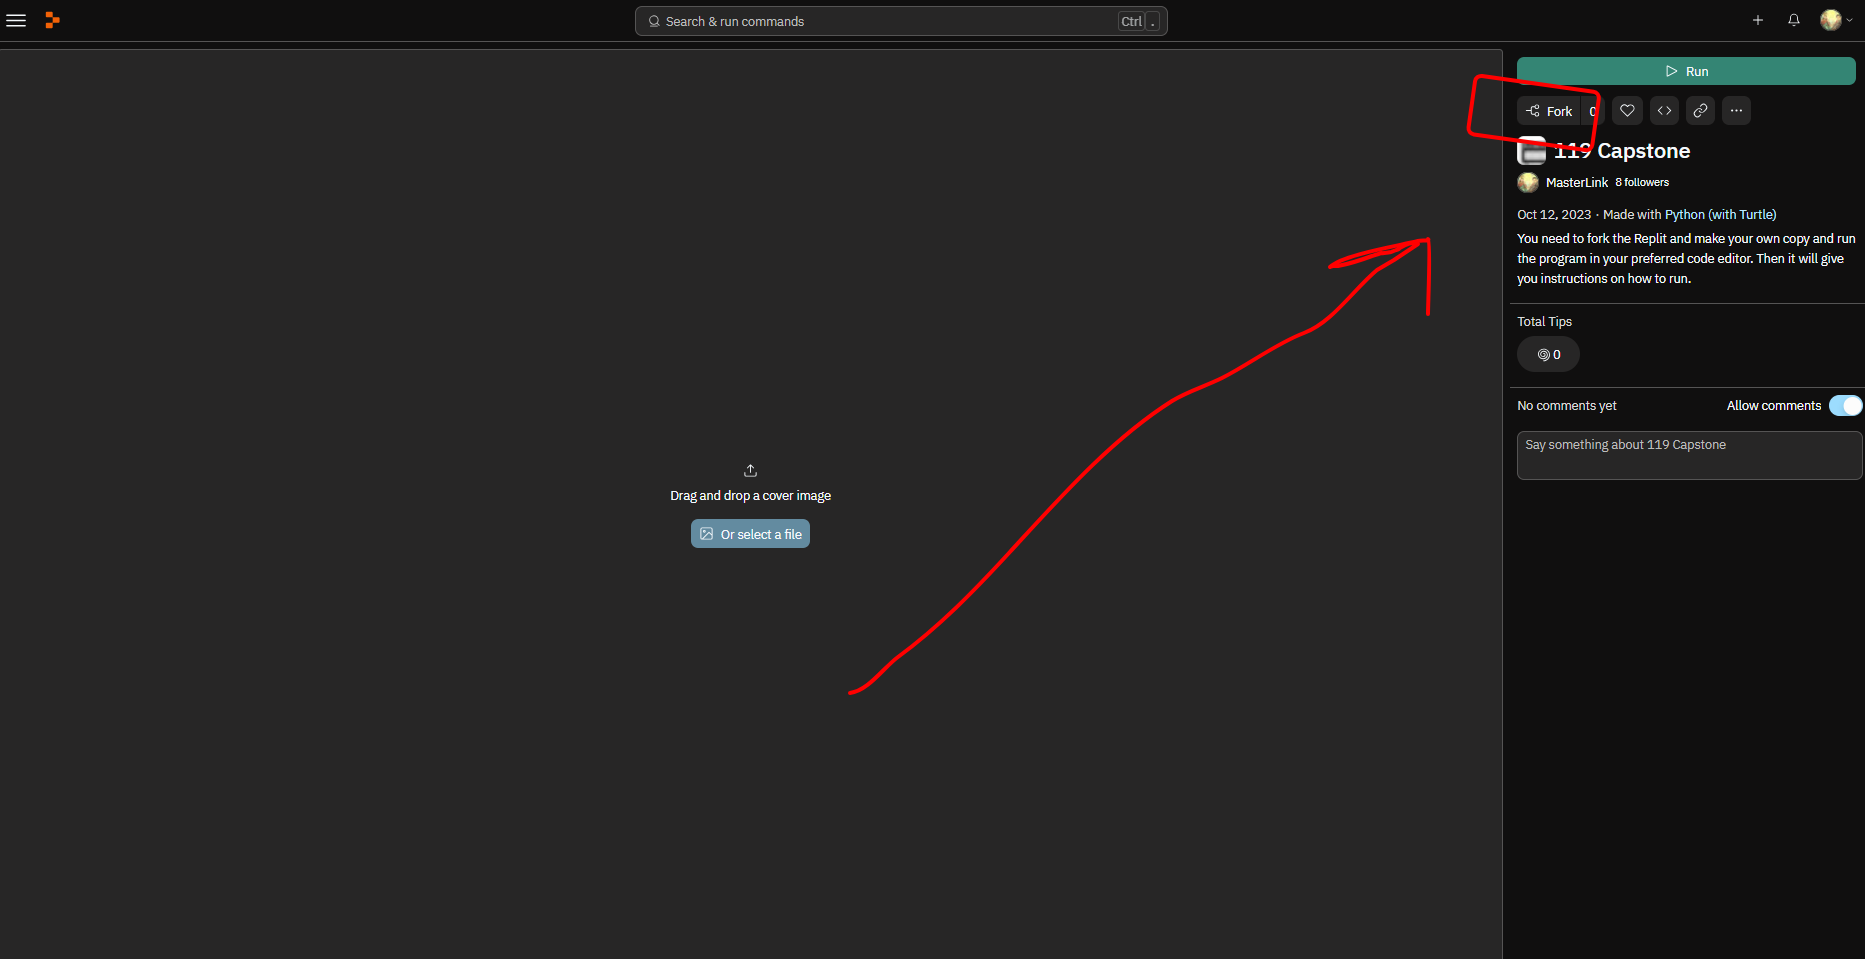 Search & run commands
Ctrl .
Run
Fork 0
119 Capstone
MasterLink 8 followers
Oct 12, 2023 · Made with Python (with Turtle)
You need to fork the Replit and make your own copy and run
the program in your preferred code editor. Then it will give
you instructions on how to run.
Total Tips
0
No comments yet
Allow comments
Say something about 119 Capstone
Drag and drop a cover image
Or select a file